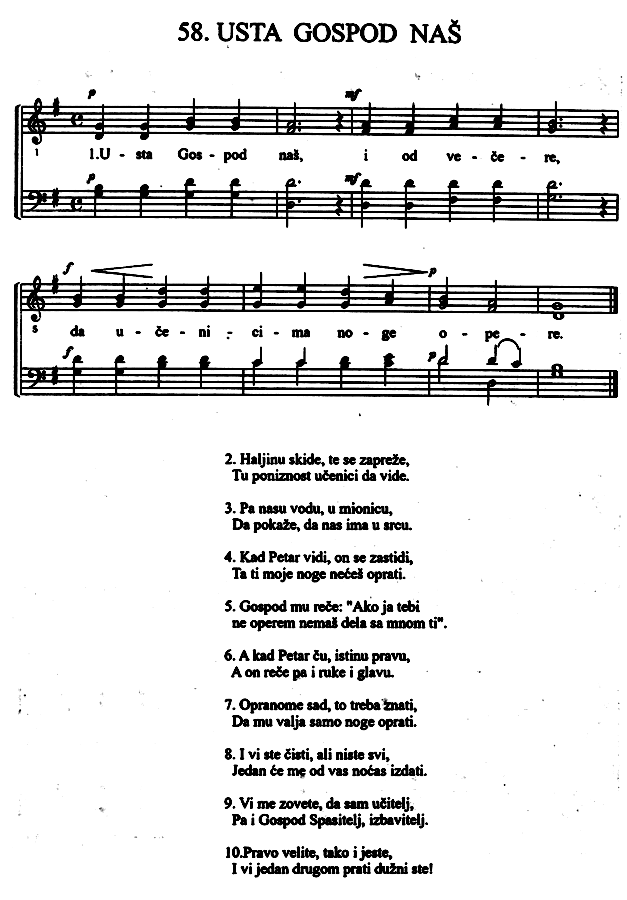 58. USTA GOSPOD NAŠ
p mf
1.U - sta Gos - pod naš, i od ve - če - re,
p mf
f p
s da u - če - ni - ci - ma no - ge o - pe - re.
f p
2. Haljinu skide, te se zapreže,
Tu poniznost učenici da vide.
3. Pa nasu vodu, u mionicu,
Da pokaže, da nas ima u srcu.
4. Kad Petar vidi, on se zastidi,
Ta ti moje noge nećeš oprati.
5. Gospod mu reče: "Ako ja tebi
ne operem nemaš dela sa mnom ti".
6. A kad Petar ču, istinu pravu,
A on reče pa i ruke i glavu.
7. Opranome sad, to treba znati,
Da mu valja samo noge oprati.
8. I vi ste čisti, ali niste svi,
Jedan će me od vas noćas izdati.
9. Vi me zovete, da sam učitelj,
Pa i Gospod Spasitelj, izbavitelj.
10.Pravo velite, tako i jeste,
I vi jedan drugom prati dužni ste!